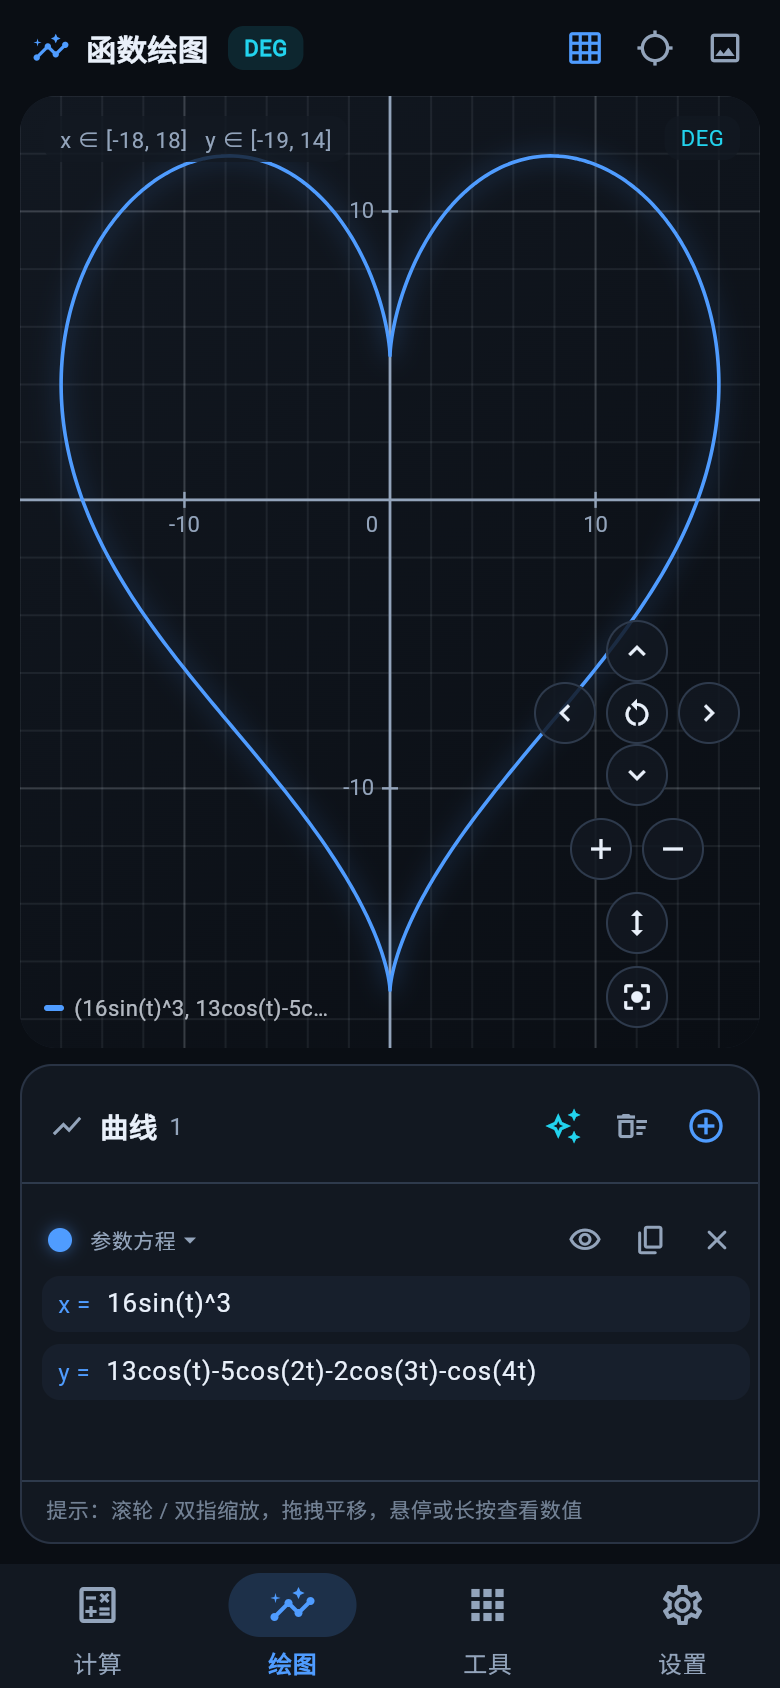 函数绘图 DEG
x ∈ [-18, 18] y ∈ [-19, 14] DEG
10
-10 0 10
-10
(16sin(t)^3, 13cos(t)-5c…
曲线 1
参数方程
x = 16sin(t)^3
y = 13cos(t)-5cos(2t)-2cos(3t)-cos(4t)
提示：滚轮 / 双指缩放，拖拽平移，悬停或长按查看数值
计算 绘图 工具 设置